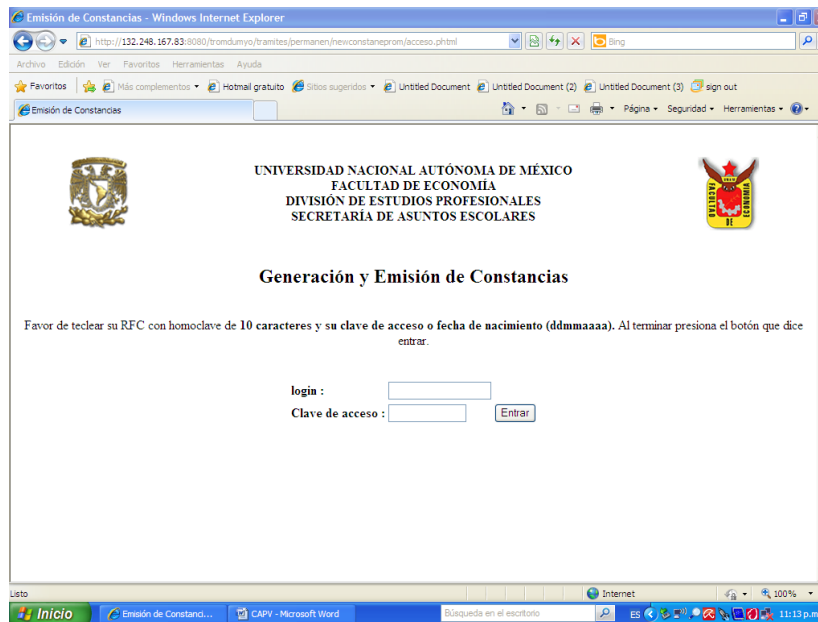 Emisión de Constancias - Windows Internet Explorer
http://132.248.167.83:8080/tromdumyo/tramites/permanen/newconstaneprom/acceso.phtml
Bing
Archivo Edición Ver Favoritos Herramientas Ayuda
Favoritos Más complementos Hotmail gratuito Sitios sugeridos Untitled Document Untitled Document (2) Untitled Document (3) sign out
Emisión de Constancias Página Seguridad Herramientas
UNIVERSIDAD NACIONAL AUTÓNOMA DE MÉXICO
FACULTAD DE ECONOMÍA
DIVISIÓN DE ESTUDIOS PROFESIONALES
SECRETARÍA DE ASUNTOS ESCOLARES
FACULTAD DE ECONOMIA
Generación y Emisión de Constancias
Favor de teclear su RFC con homoclave de 10 caracteres y su clave de acceso o fecha de nacimiento (ddmmaaaa). Al terminar presiona el botón que dice
entrar.
login :
Clave de acceso : Entrar
Listo Internet 100%
Inicio Emisión de Constanci... CAPV - Microsoft Word Búsqueda en el escritorio ES 11:13 p.m.